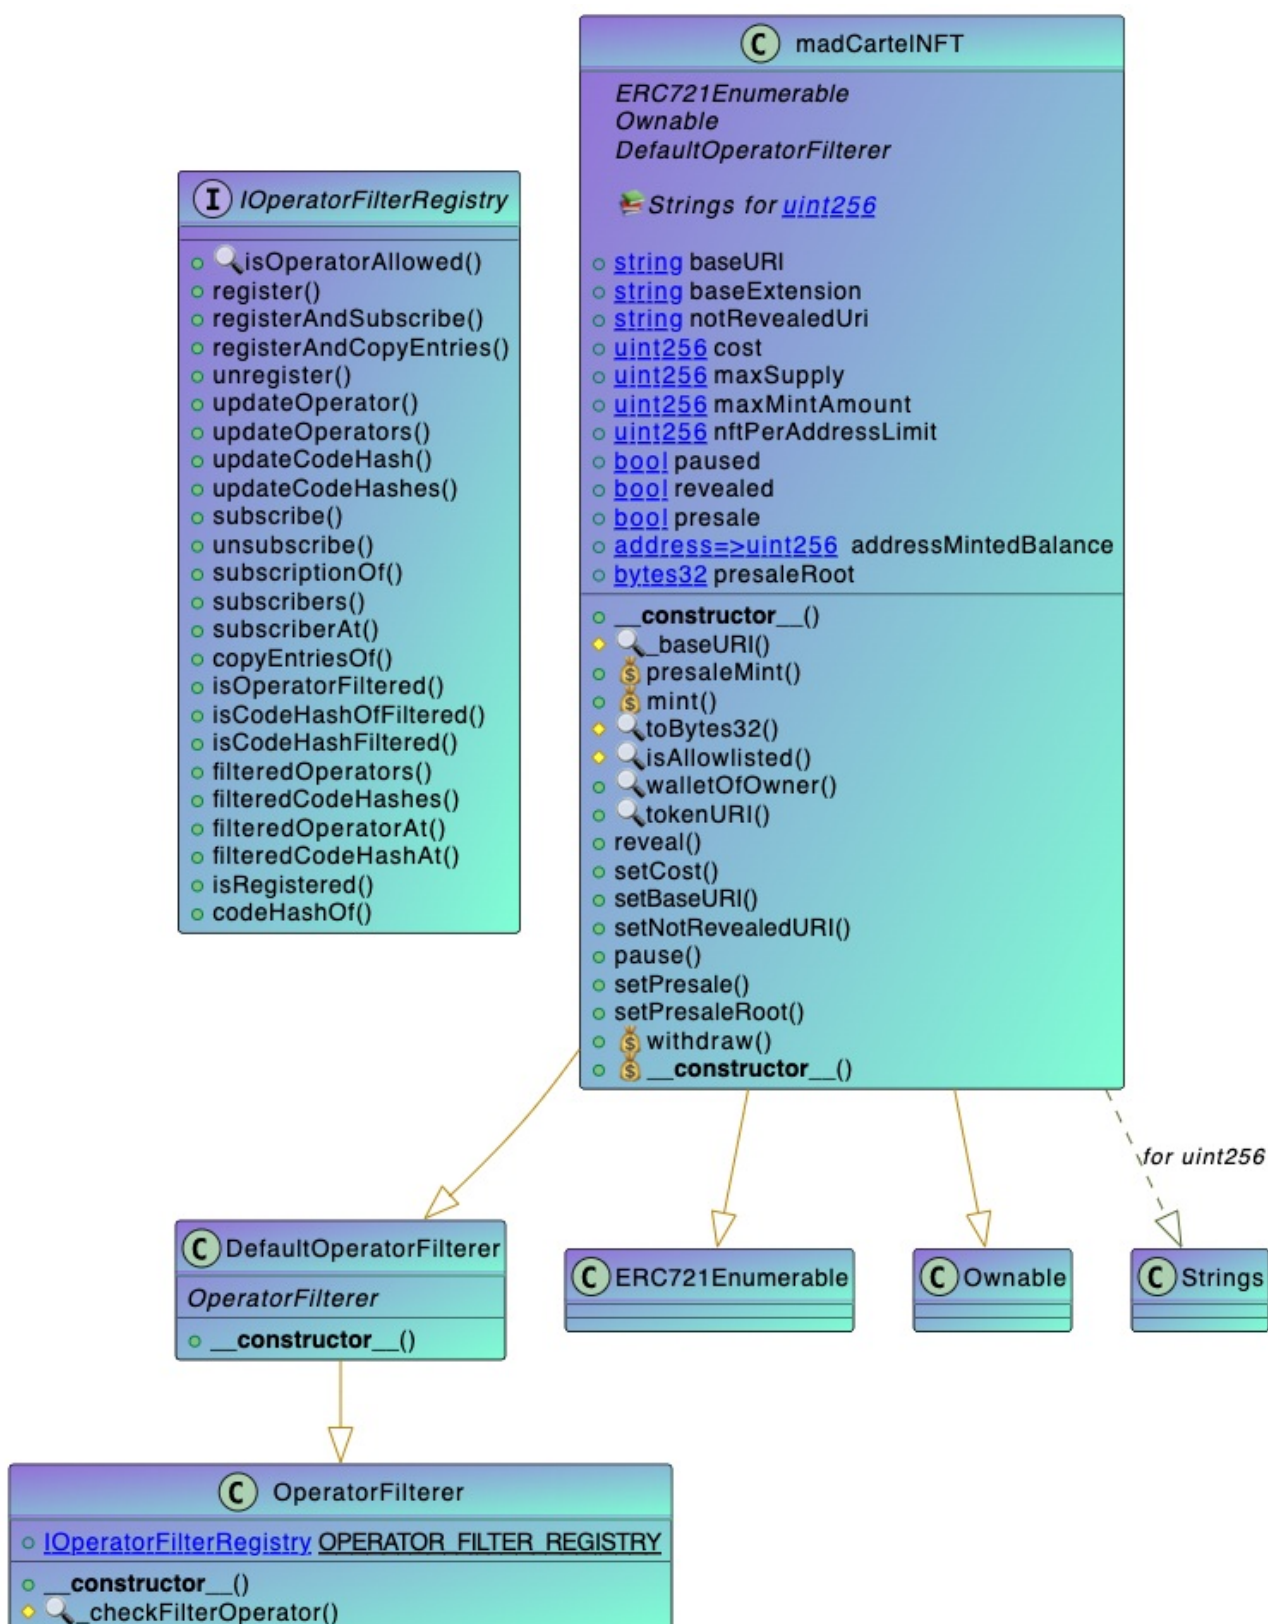 C madCartelNFT
ERC721Enumerable
Ownable
DefaultOperatorFilterer
Strings for uint256
string baseURI
string baseExtension
string notRevealedUri
uint256 cost
uint256 maxSupply
uint256 maxMintAmount
uint256 nftPerAddressLimit
bool paused
bool revealed
bool presale
address=>uint256 addressMintedBalance
bytes32 presaleRoot
__constructor__()
_baseURI()
$ presaleMint()
$ mint()
toBytes32()
isAllowlisted()
walletOfOwner()
tokenURI()
reveal()
setCost()
setBaseURI()
setNotRevealedURI()
pause()
setPresale()
setPresaleRoot()
$ withdraw()
$ __constructor__()
I IOperatorFilterRegistry
isOperatorAllowed()
register()
registerAndSubscribe()
registerAndCopyEntries()
unregister()
updateOperator()
updateOperators()
updateCodeHash()
updateCodeHashes()
subscribe()
unsubscribe()
subscriptionOf()
subscribers()
subscriberAt()
copyEntriesOf()
isOperatorFiltered()
isCodeHashOfFiltered()
isCodeHashFiltered()
filteredOperators()
filteredCodeHashes()
filteredOperatorAt()
filteredCodeHashAt()
isRegistered()
codeHashOf()
for uint256
C DefaultOperatorFilterer
OperatorFilterer
__constructor__()
C ERC721Enumerable
C Ownable
C Strings
C OperatorFilterer
IOperatorFilterRegistry OPERATOR_FILTER_REGISTRY
__constructor__()
_checkFilterOperator()